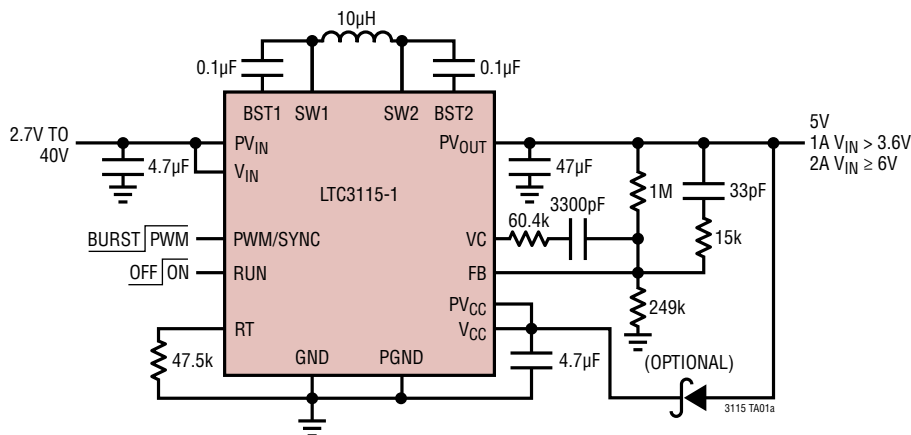 10µH
0.1µF
0.1µF
BST1 SW1 SW2 BST2
2.7V TO
40V
PVIN
PVOUT
5V
1A VIN > 3.6V
2A VIN ≥ 6V
4.7µF
VIN
47µF
LTC3115-1
1M
33pF
3300pF
60.4k
15k
BURST PWM
PWM/SYNC
VC
OFF ON
RUN
FB
PVCC
249k
RT
VCC
47.5k
GND PGND
4.7µF
(OPTIONAL)
3115 TA01a